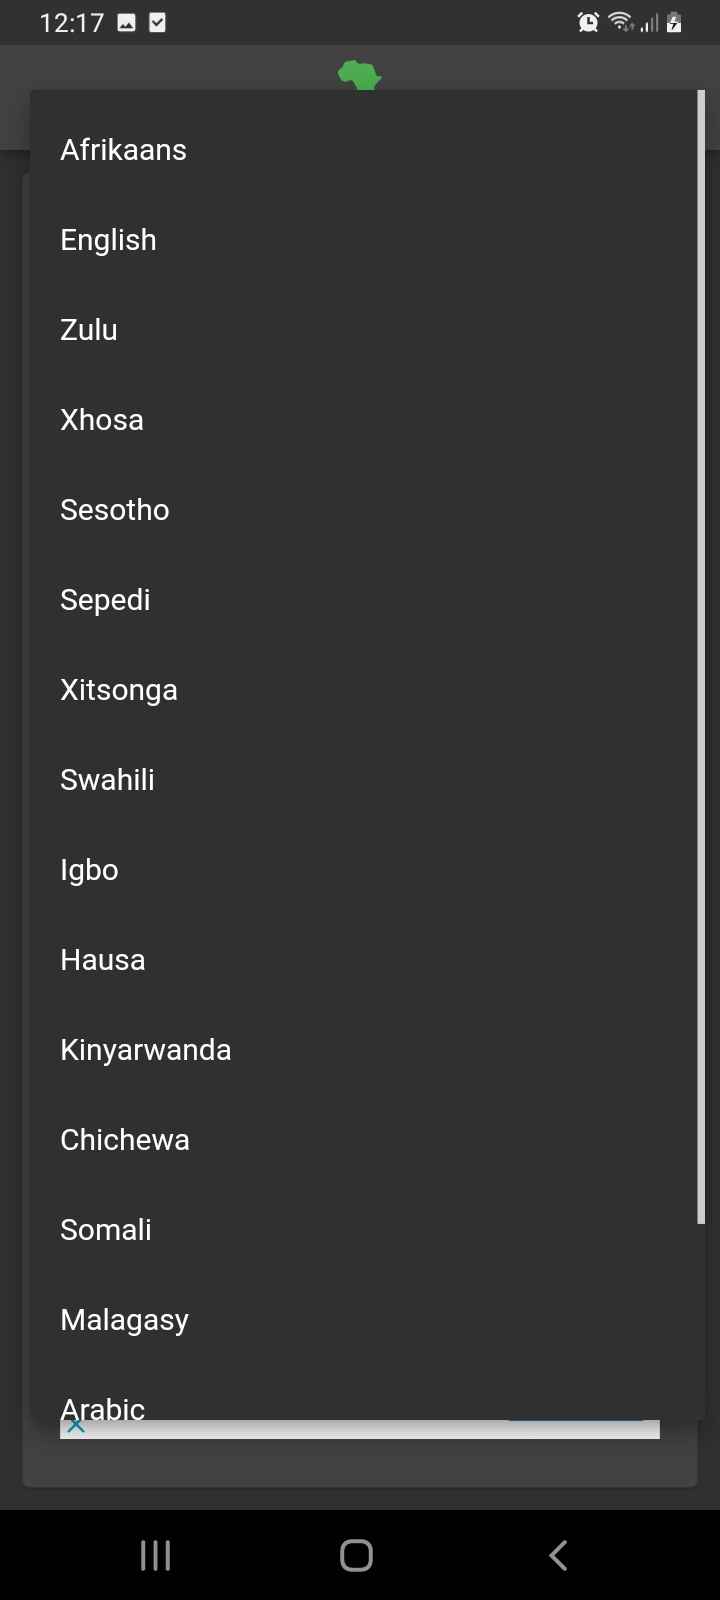 12:17
Afrikaans
English
Zulu
Xhosa
Sesotho
Sepedi
Xitsonga
Swahili
Igbo
Hausa
Kinyarwanda
Chichewa
Somali
Malagasy
Arabic